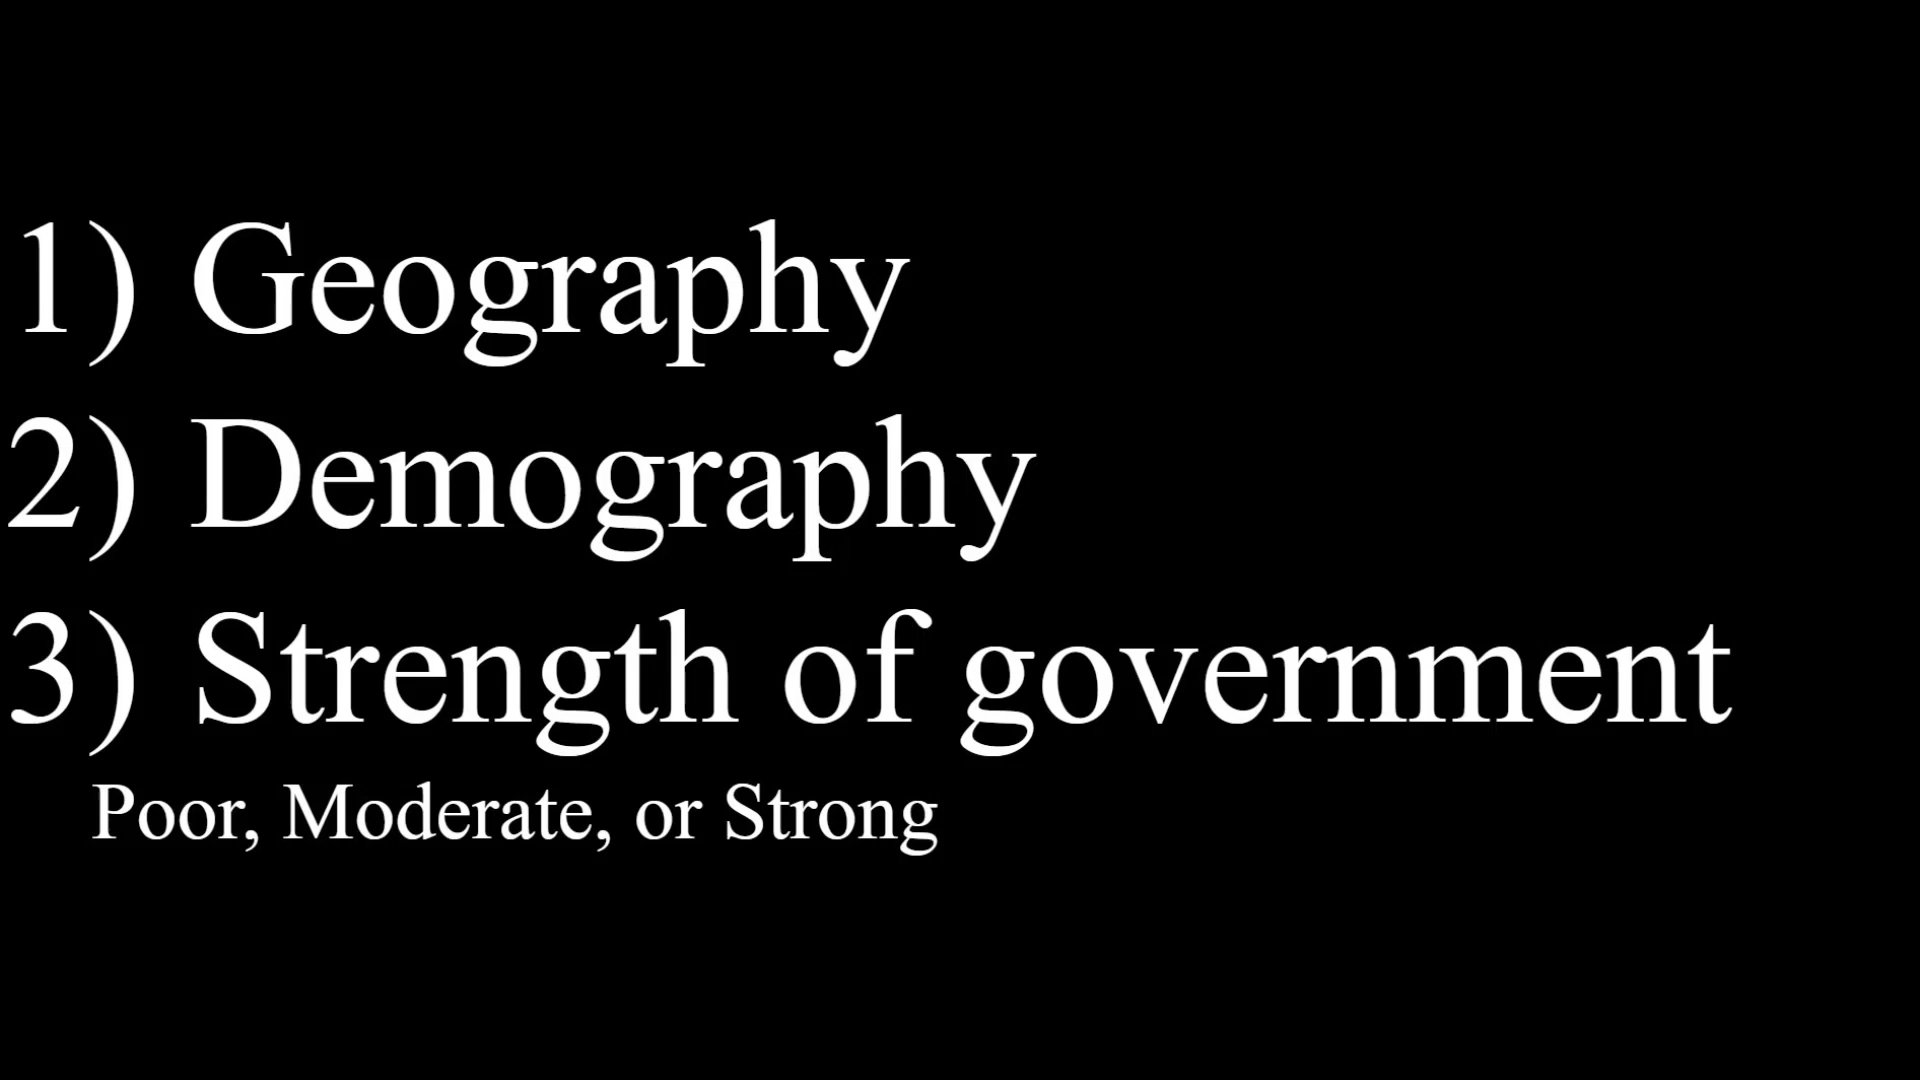 1) Geography
2) Demography
3) Strength of government
Poor, Moderate, or Strong